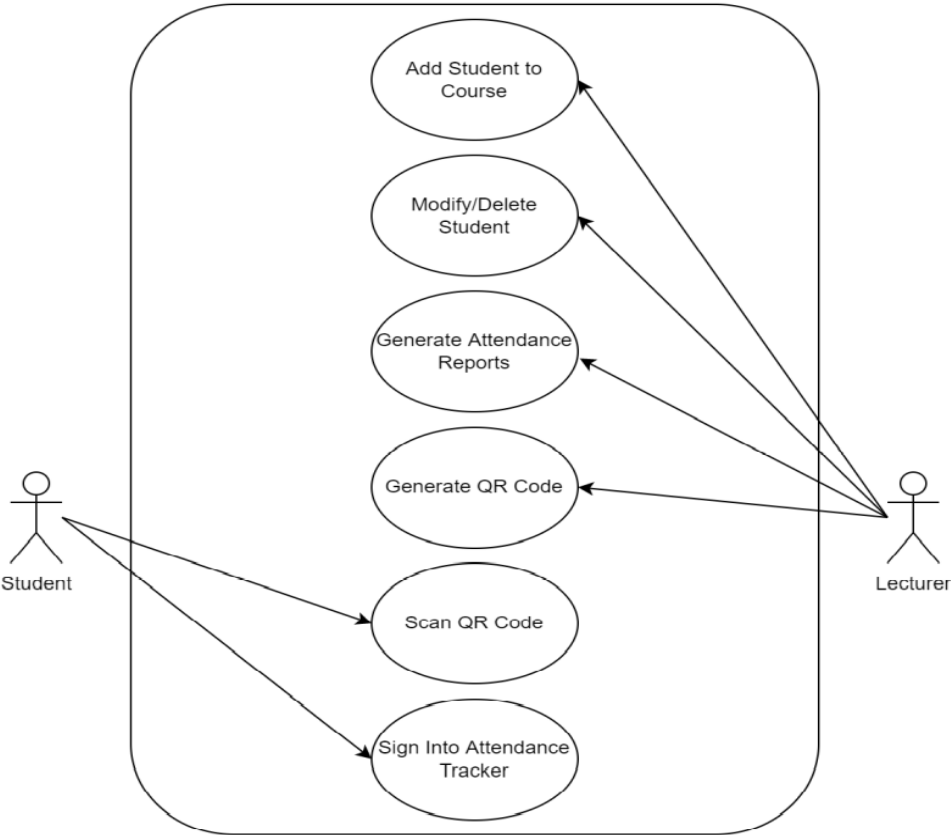 Add Student to
Course
Modify/Delete
Student
Generate Attendance
Reports
Generate QR Code
Student
Lecturer
Scan QR Code
Sign Into Attendance
Tracker